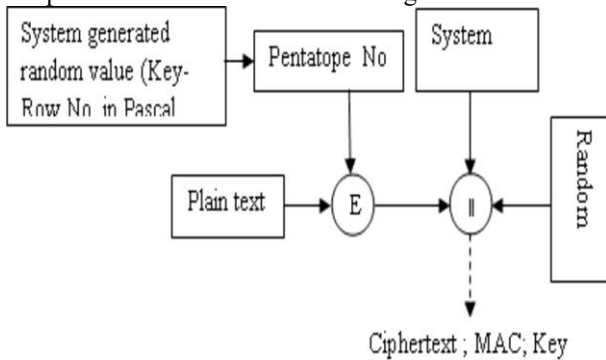 System generated
random value (Key-
Row No. in Pascal
Pentatope No
System
Random
Plain text
E
||
Ciphertext ; MAC; Key